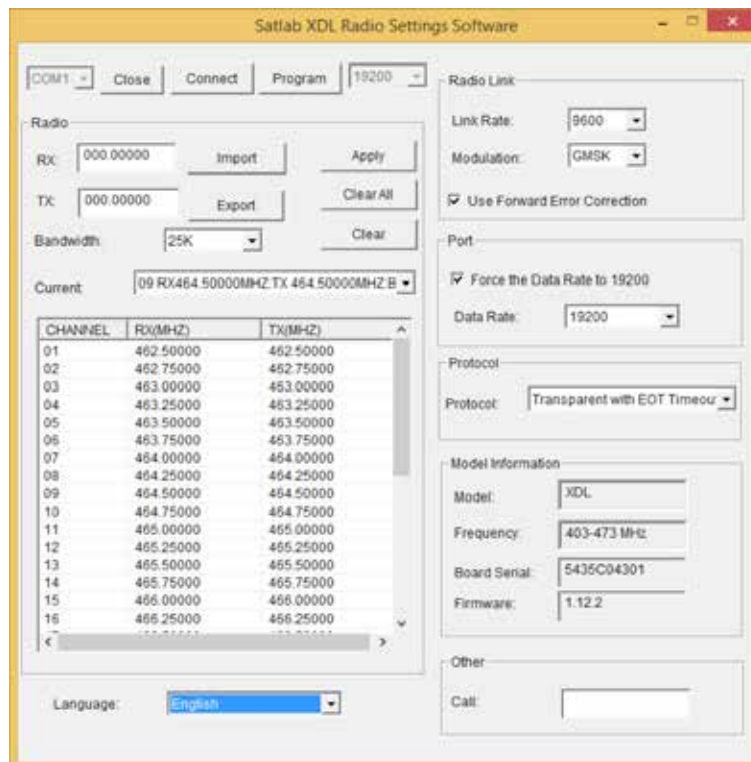 Satlab XDL Radio Settings Software
COM1 Close Connect Program 19200
Radio
RX: 000.00000 Import Apply
TX: 000.00000 Export Clear All
Bandwidth: 25K Clear
Current: 09 RX464.50000MHZ TX 464.50000MHZ B
CHANNEL RX(MHZ) TX(MHZ)
01 462.50000 462.50000
02 462.75000 462.75000
03 463.00000 463.00000
04 463.25000 463.25000
05 463.50000 463.50000
06 463.75000 463.75000
07 464.00000 464.00000
08 464.25000 464.25000
09 464.50000 464.50000
10 464.75000 464.75000
11 465.00000 465.00000
12 465.25000 465.25000
13 465.50000 465.50000
14 465.75000 465.75000
15 466.00000 466.00000
16 466.25000 466.25000
Language: English
Radio Link
Link Rate: 9600
Modulation: GMSK
Use Forward Error Correction
Port
Force the Data Rate to 19200
Data Rate: 19200
Protocol
Protocol: Transparent with EOT Timeout
Model Information
Model: XDL
Frequency: 403-473 MHz
Board Serial: 5435C04301
Firmware: 1.12.2
Other
Call: